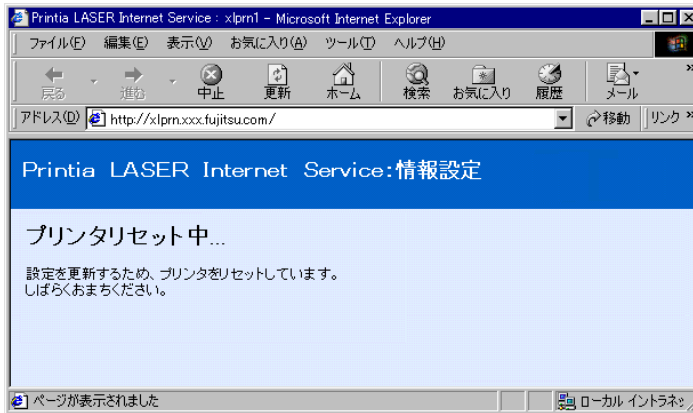 Printia LASER Internet Service : xlprn1 - Microsoft Internet Explorer
ファイル(F) 編集(E) 表示(V) お気に入り(A) ツール(T) ヘルプ(H)
戻る 進む 中止 更新 ホーム 検索 お気に入り 履歴 メール »
アドレス(D) http://xlprn.xxx.fujitsu.com/ 移動 リンク »
Printia LASER Internet Service:情報設定
プリンタリセット中...
設定を更新するため、プリンタをリセットしています。
しばらくおまちください。
ページが表示されました ローカル イントラネッ